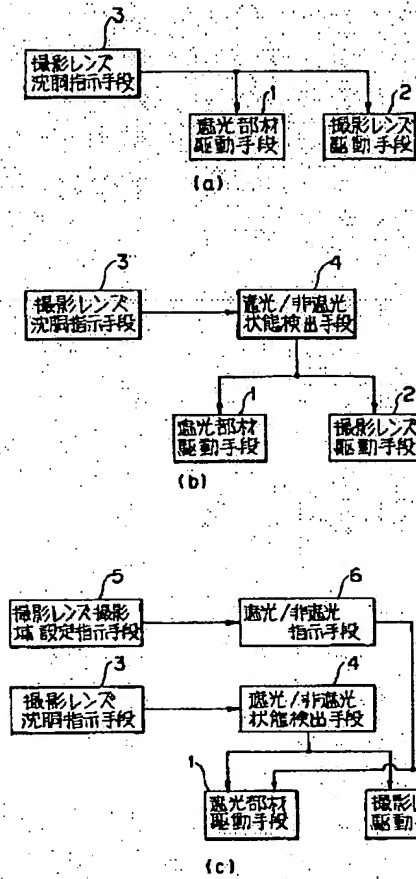 3
撮影レンズ
沈胴指示手段
1
遮光部材
駆動手段
2
撮影レンズ
駆動手段
(a)
3
撮影レンズ
沈胴指示手段
4
遮光/非遮光
状態検出手段
1
遮光部材
駆動手段
2
撮影レンズ
駆動手段
(b)
5
撮影レンズ撮影
域設定指示手段
6
遮光/非遮光
指示手段
3
撮影レンズ
沈胴指示手段
4
遮光/非遮光
状態検出手段
1
遮光部材
駆動手段
撮影レ
駆動
(c)